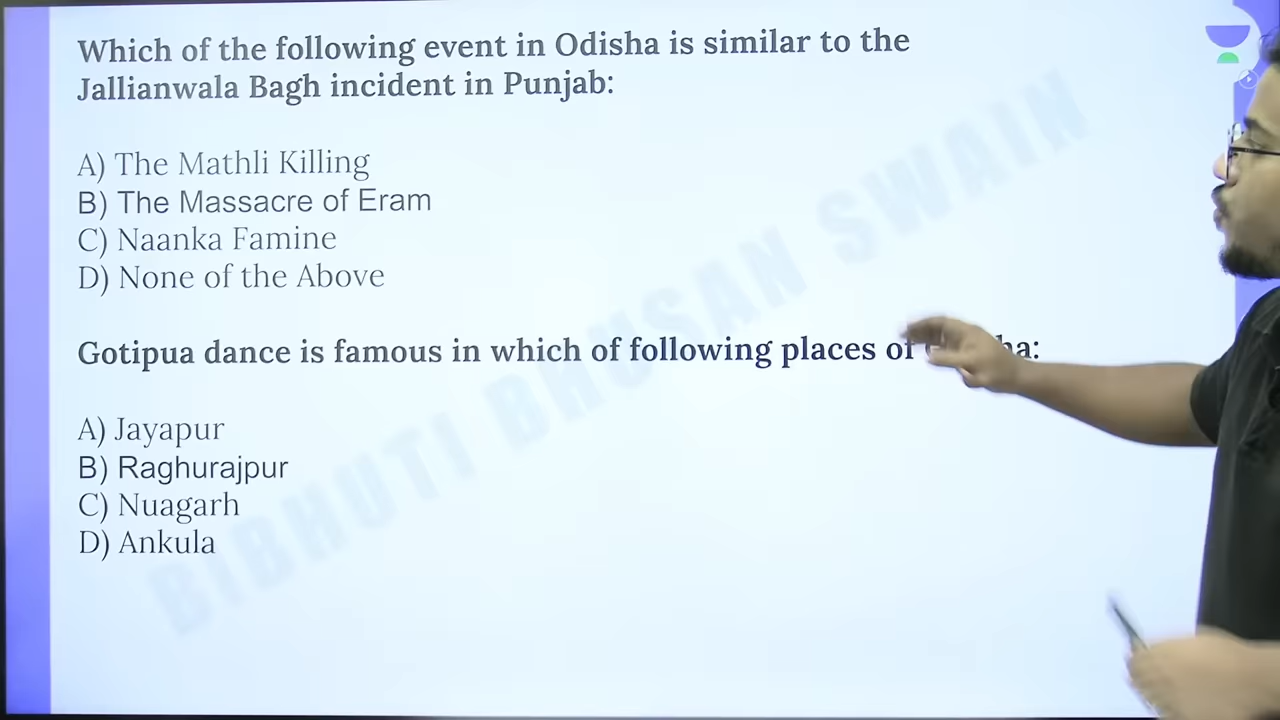 Which of the following event in Odisha is similar to the
Jallianwala Bagh incident in Punjab:
A) The Mathli Killing
B) The Massacre of Eram
C) Naanka Famine
D) None of the Above
Gotipua dance is famous in which of following places of
A) Jayapur
B) Raghurajpur
C) Nuagarh
D) Ankula
BIBHUTI BHUSAN SWAIN